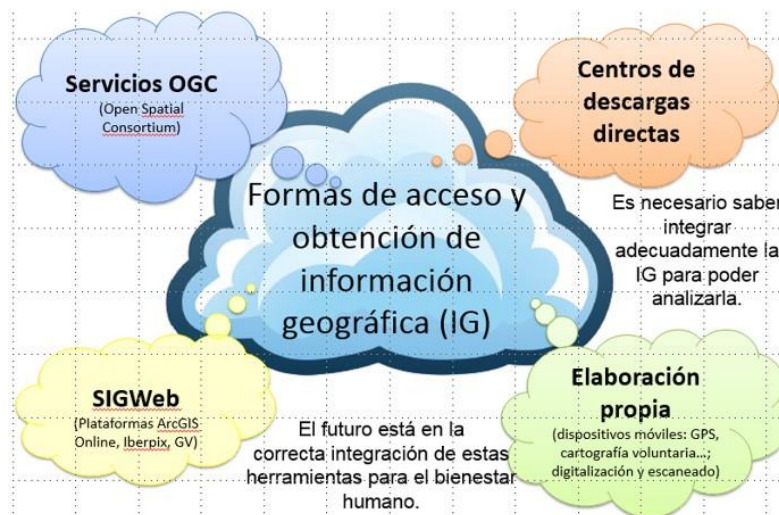 Servicios OGC
(Open Spatial
Consortium)
Centros de
descargas
directas
Formas de acceso y
obtención de
información
geográfica (IG)
Es necesario saber
integrar
adecuadamente la
IG para poder
analizarla.
SIGWeb
(Plataformas ArcGIS
Online, Iberpix, GV)
El futuro está en la
correcta integración de estas
herramientas para el bienestar
humano.
Elaboración
propia
(dispositivos móviles: GPS,
cartografía voluntaria…;
digitalización y escaneado)